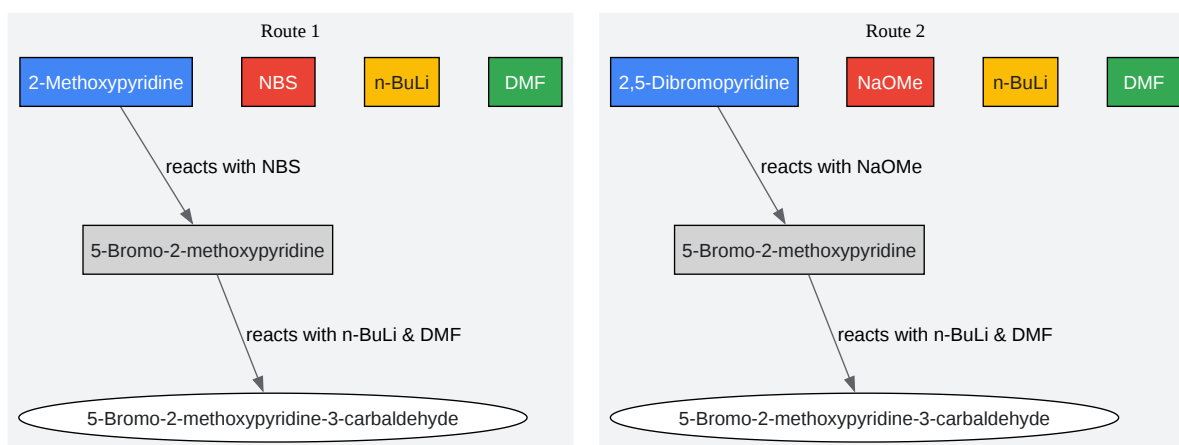 Route 1
2-Methoxypyridine
NBS
n-BuLi
DMF
reacts with NBS
5-Bromo-2-methoxypyridine
reacts with n-BuLi & DMF
5-Bromo-2-methoxypyridine-3-carbaldehyde
Route 2
2,5-Dibromopyridine
NaOMe
n-BuLi
DMF
reacts with NaOMe
5-Bromo-2-methoxypyridine
reacts with n-BuLi & DMF
5-Bromo-2-methoxypyridine-3-carbaldehyde